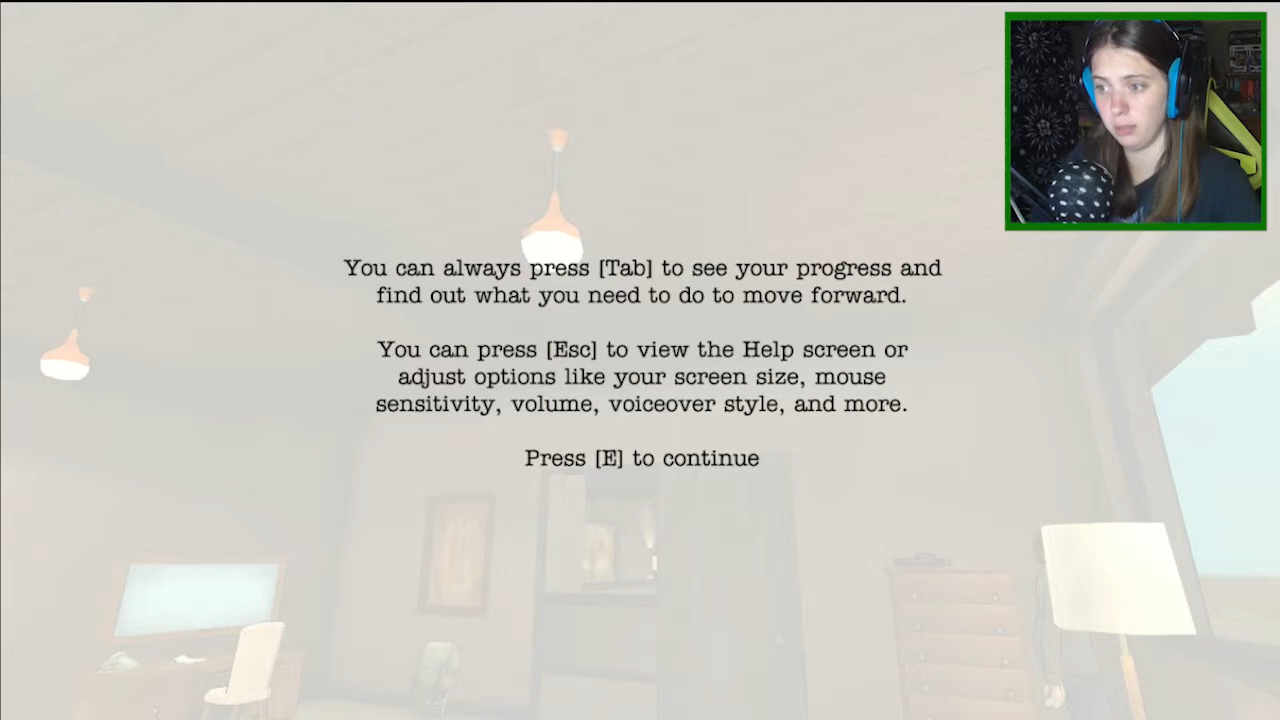 You can always press [Tab] to see your progress and
find out what you need to do to move forward.
You can press [Esc] to view the Help screen or
adjust options like your screen size, mouse
sensitivity, volume, voiceover style, and more.
Press [E] to continue